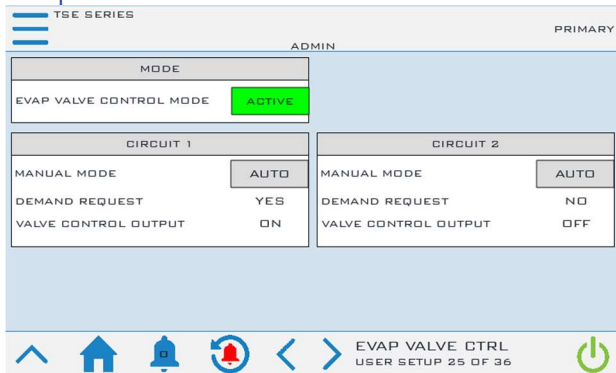 TSE SERIES
PRIMARY
ADMIN
MODE
EVAP VALVE CONTROL MODE ACTIVE
CIRCUIT 1
MANUAL MODE AUTO
DEMAND REQUEST YES
VALVE CONTROL OUTPUT ON
CIRCUIT 2
MANUAL MODE AUTO
DEMAND REQUEST NO
VALVE CONTROL OUTPUT OFF
0
EVAP VALVE CTRL
USER SETUP 25 OF 36